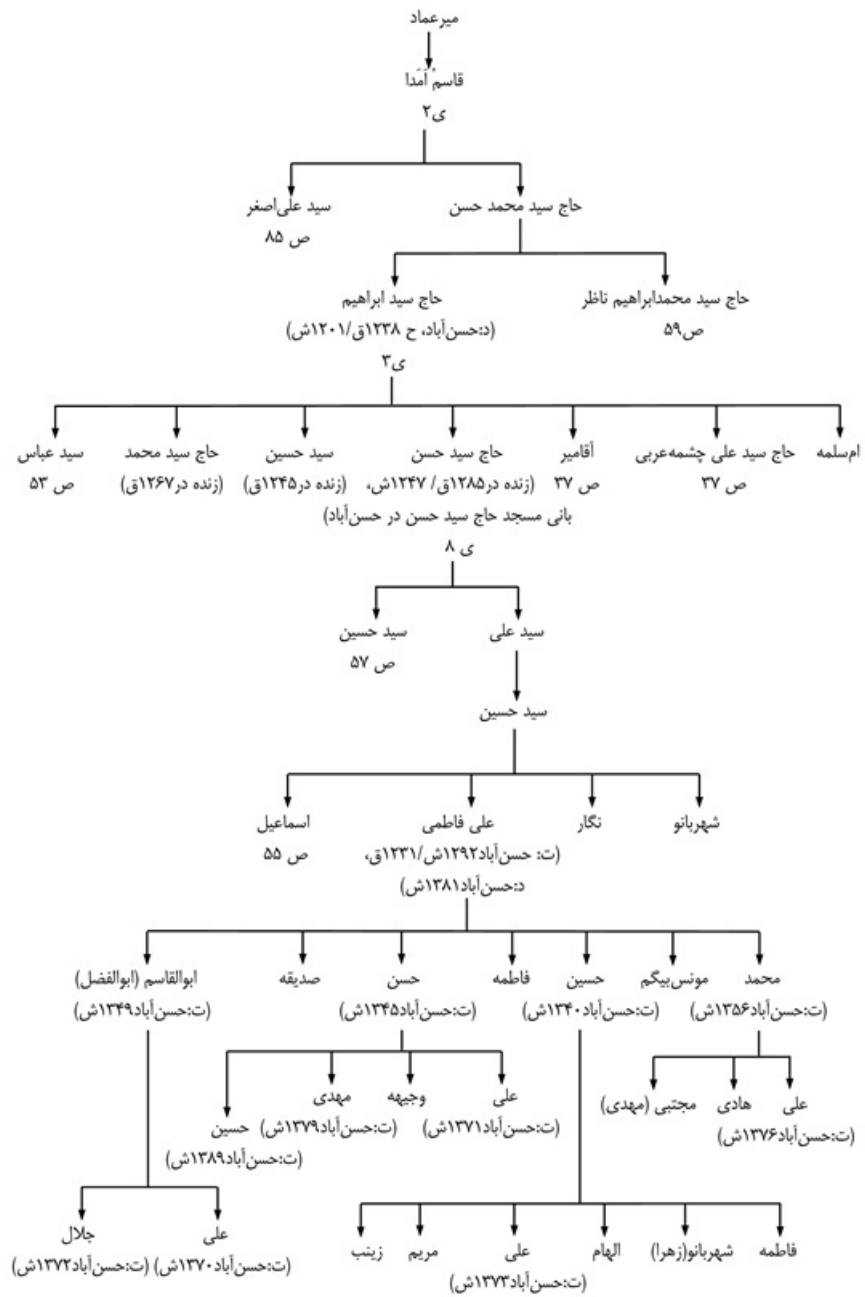 میرعماد
قاسمْ آمَدا
ی۲
حاج سید محمد حسن
سید علی‌اصغر
ص ۸۵
حاج سید محمدابراهیم ناظر
ص۵۹
حاج سید ابراهیم
(د:حسن‌آباد، ح ۱۲۳۸ق/۱۲۰۱ش)
ی۳
ام‌سلمه
حاج سید علی چشمه‌عربی
ص ۳۷
آقامیر
ص ۳۷
حاج سید حسن
(زنده در۱۲۸۵ق/ ۱۲۴۷ش،
بانی مسجد حاج سید حسن در حسن‌آباد)
ی ۸
سید حسین
(زنده در۱۲۴۵ق)
حاج سید محمد
(زنده در۱۲۶۷ق)
سید عباس
ص ۵۳
سید علی
سید حسین
ص ۵۷
سید حسین
شهربانو
نگار
علی فاطمی
(ت: حسن‌آباد۱۲۹۲ش/۱۲۳۱ق،
د:حسن‌آباد۱۳۸۱ش)
اسماعیل
ص ۵۵
محمد
(ت:حسن‌آباد۱۳۵۶ش)
مونس‌بیگم
حسین
(ت:حسن‌آباد۱۳۴۰ش)
فاطمه
حسن
(ت:حسن‌آباد۱۳۴۵ش)
صدیقه
ابوالقاسم (ابوالفضل)
(ت:حسن‌آباد۱۳۴۹ش)
علی
(ت:حسن‌آباد۱۳۷۶ش)
هادی
مجتبی (مهدی)
علی
(ت:حسن‌آباد۱۳۷۱ش)
وجیهه
مهدی
(ت:حسن‌آباد۱۳۷۹ش)
حسین
(ت:حسن‌آباد۱۳۸۹ش)
فاطمه
شهربانو(زهرا)
الهام
علی
(ت:حسن‌آباد۱۳۷۳ش)
مریم
زینب
علی
(ت:حسن‌آباد۱۳۷۰ش)
جلال
(ت:حسن‌آباد۱۳۷۲ش)